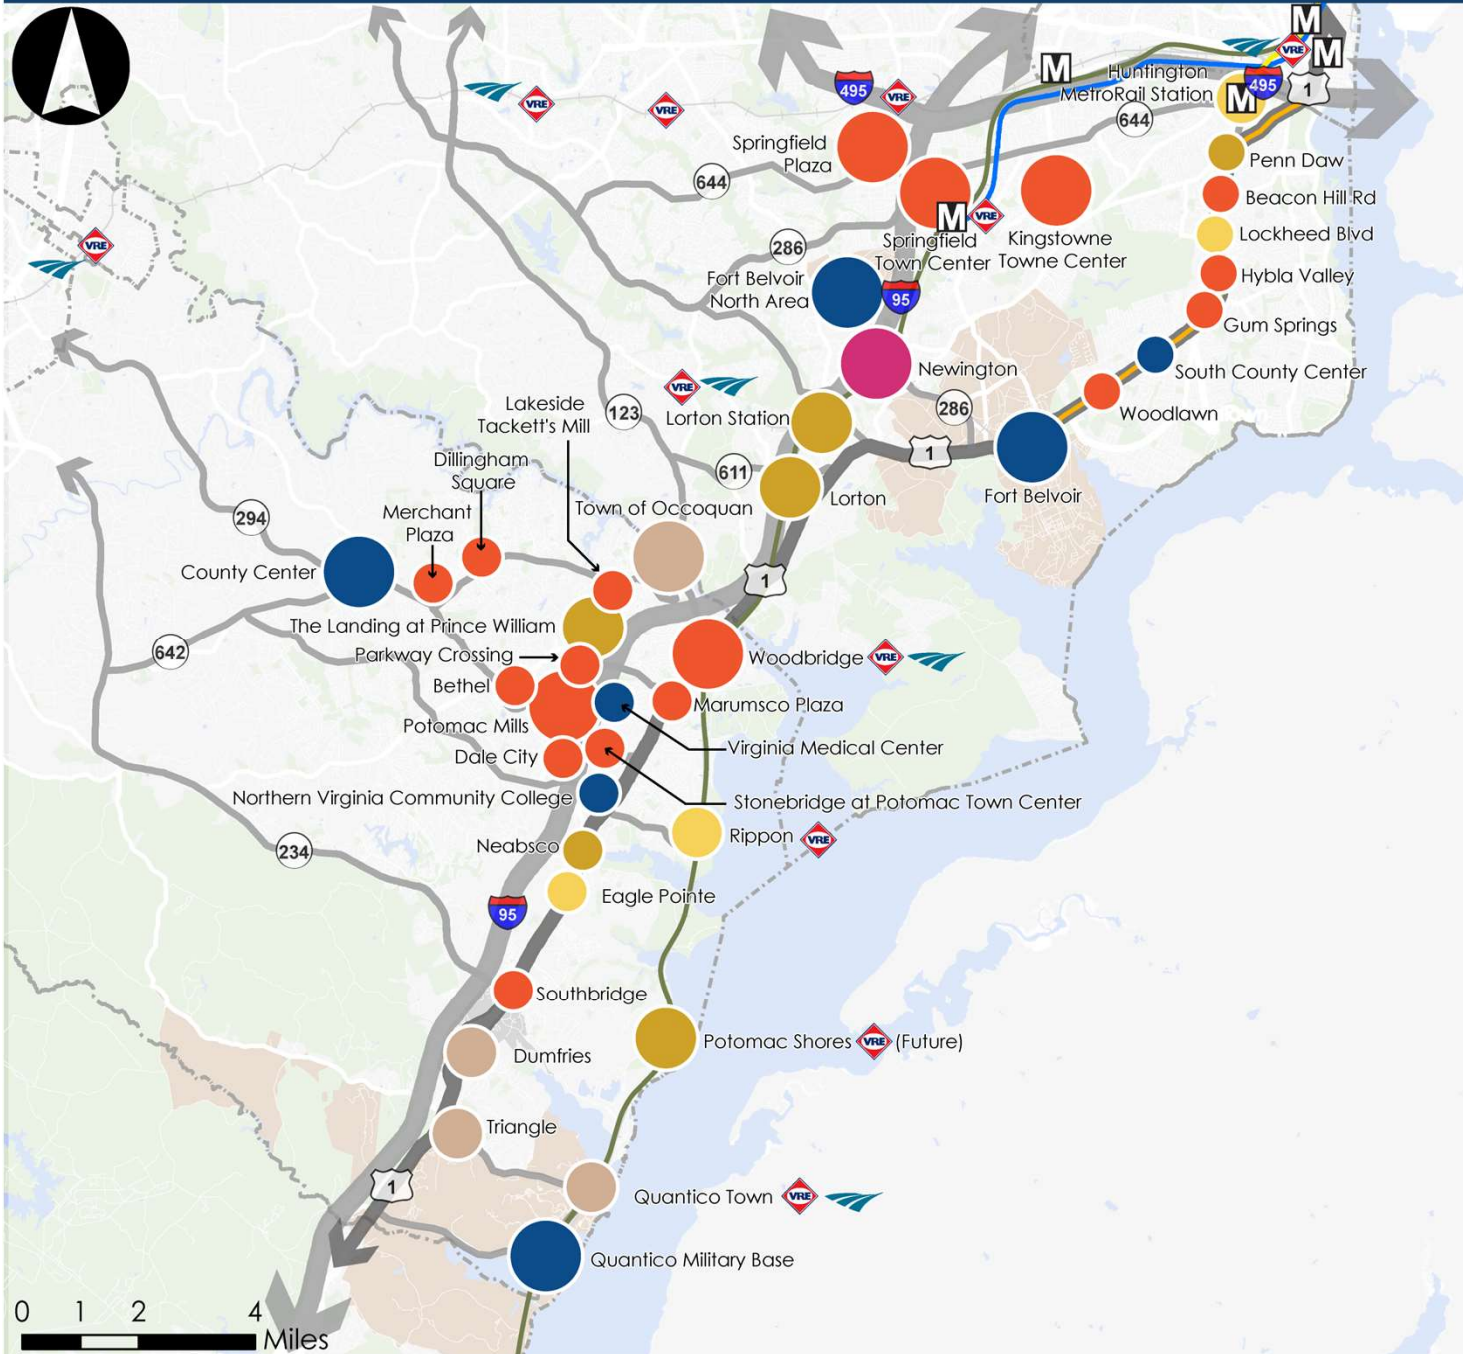 M
VRE
M
M
Huntington
MetroRail Station
M
495
1
495
VRE
VRE
VRE
644
Springfield
Plaza
Penn Daw
644
Beacon Hill Rd
M
VRE
Lockheed Blvd
VRE
286
Springfield
Town Center
Kingstowne
Towne Center
Fort Belvoir
North Area
95
Hybla Valley
Gum Springs
Newington
South County Center
VRE
Lorton Station
286
Woodlawn
Town
Lakeside
Tackett's Mill
123
1
Dillingham
Square
611
Lorton
Fort Belvoir
Merchant
Plaza
Town of Occoquan
294
County Center
1
The Landing at Prince William
642
Parkway Crossing
Woodbridge
VRE
Bethel
Marumsco Plaza
Potomac Mills
Virginia Medical Center
Dale City
Northern Virginia Community College
Stonebridge at Potomac Town Center
Rippon
VRE
Neabsco
234
Eagle Pointe
95
Southbridge
Potomac Shores
VRE
(Future)
Dumfries
Triangle
1
Quantico Town
VRE
Quantico Military Base
0 1 2 4
Miles